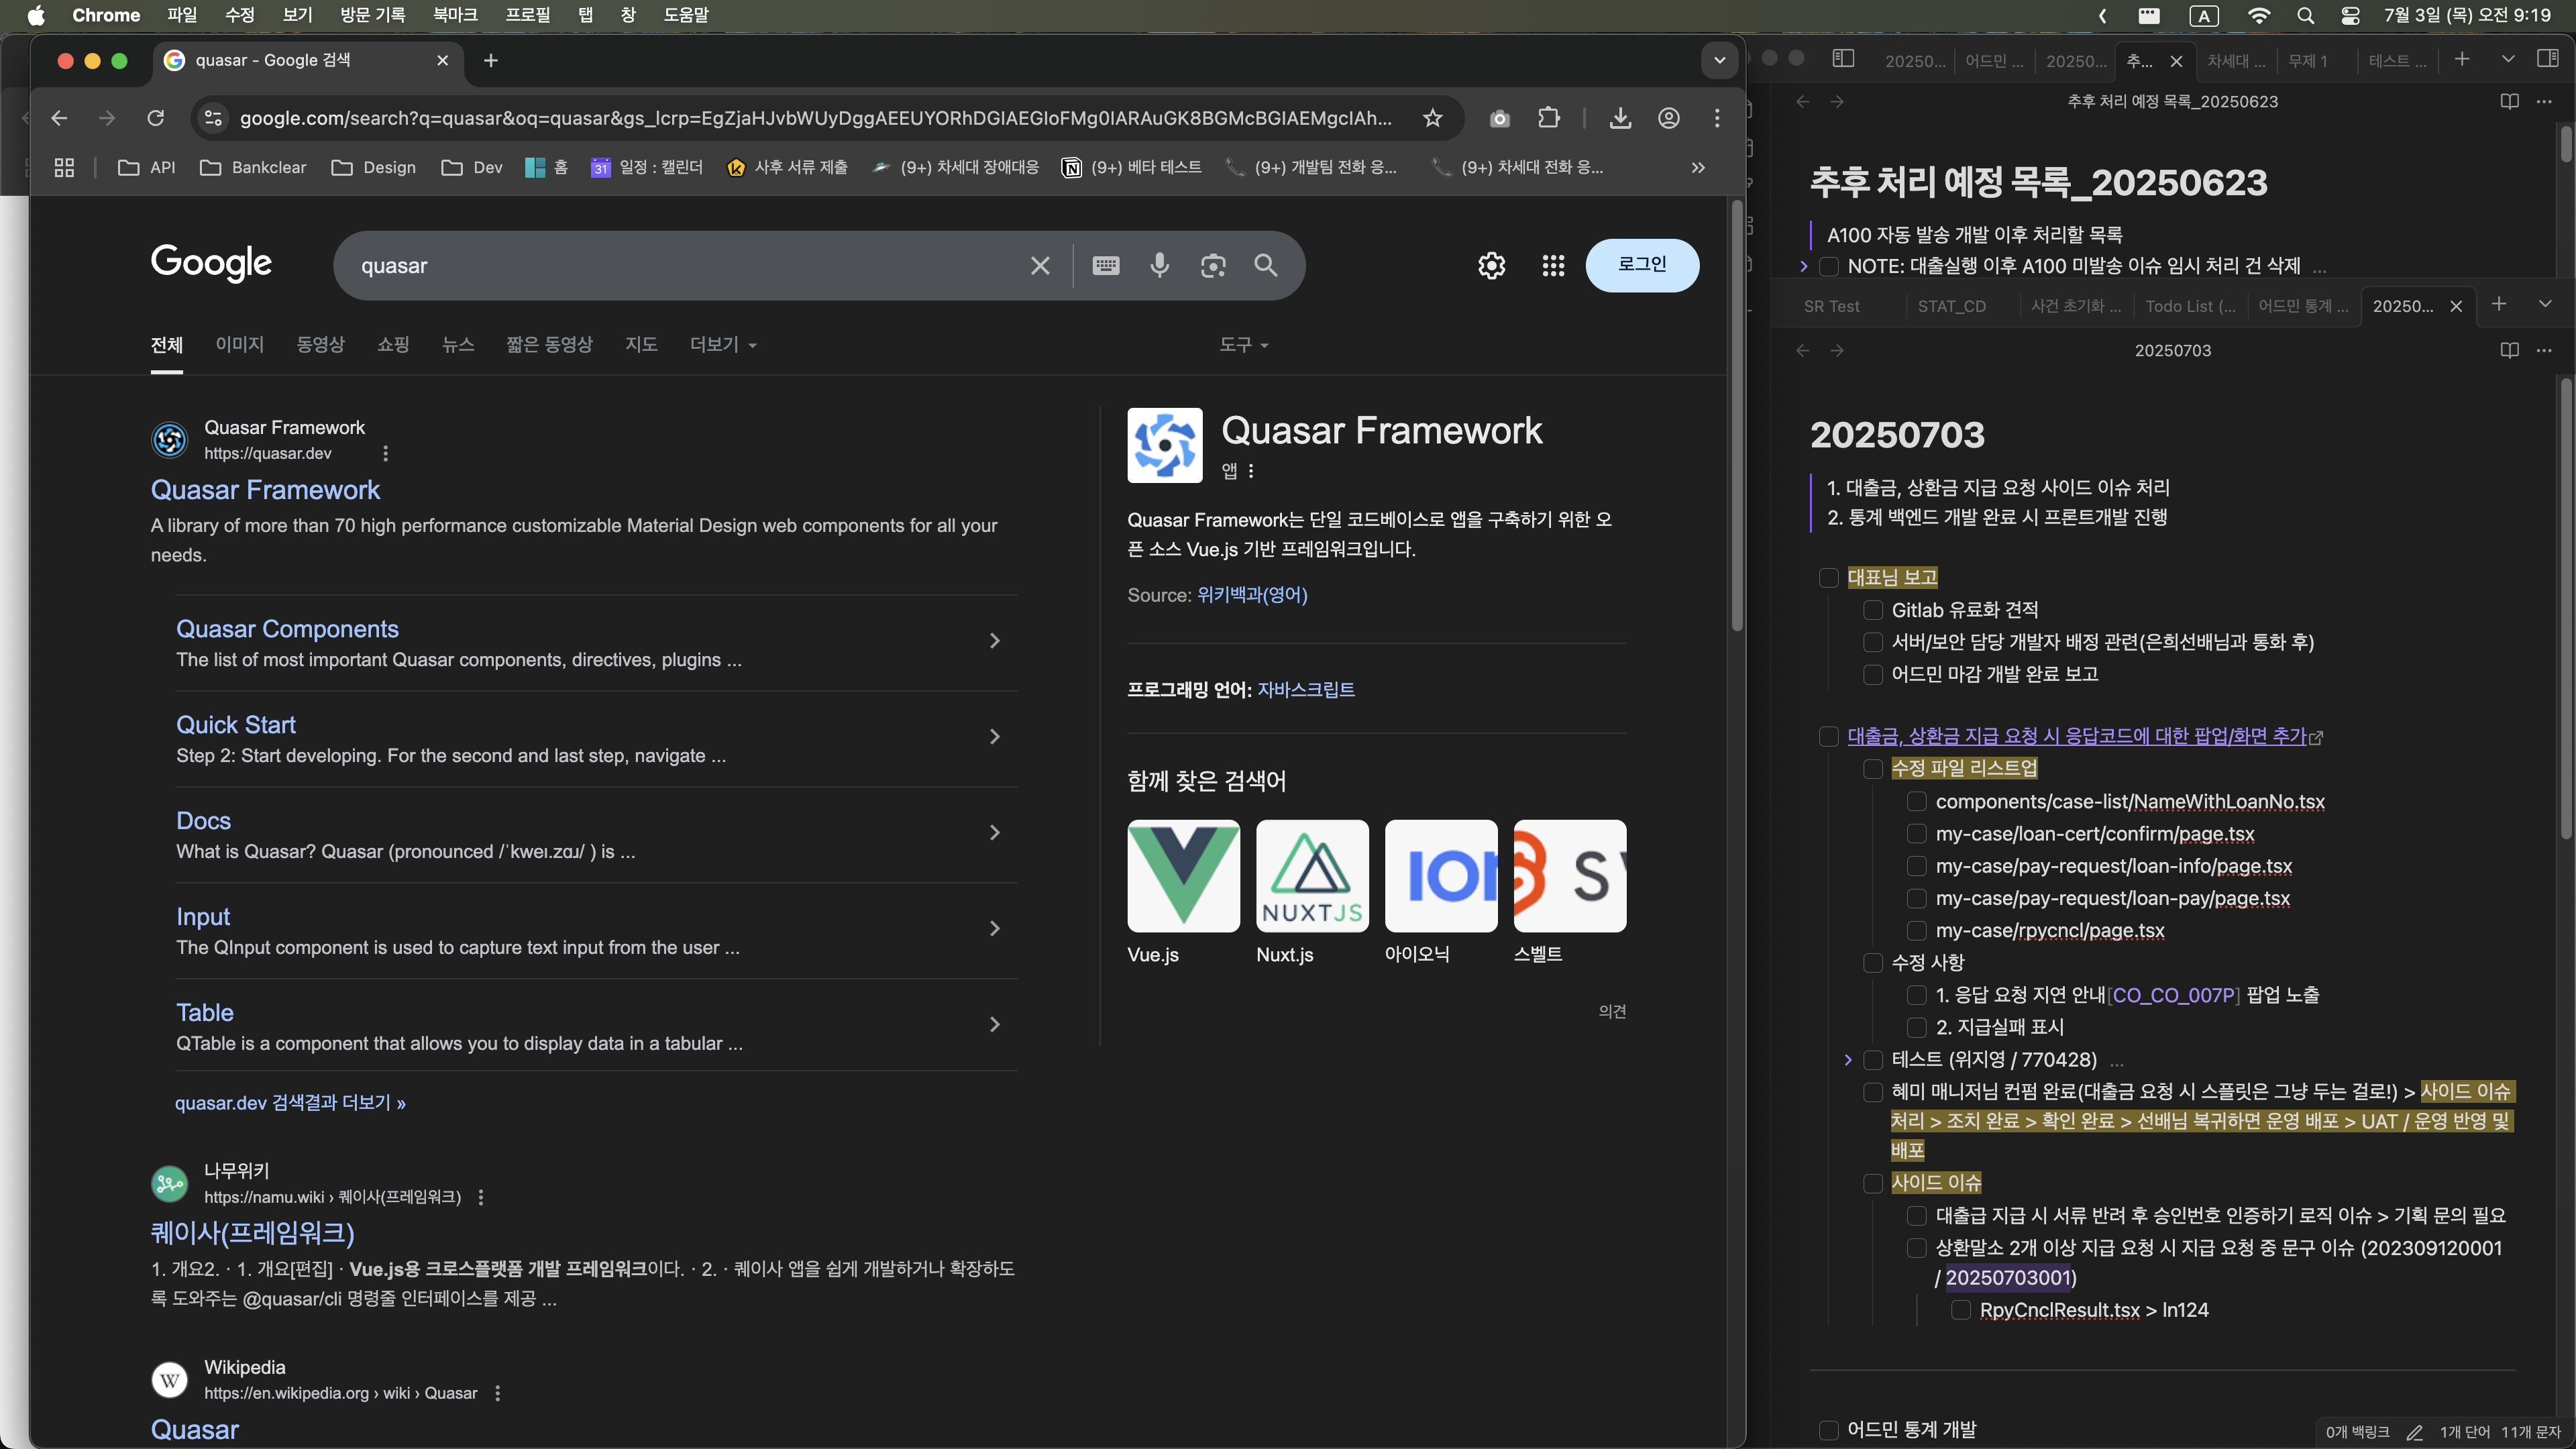 Chrome 파일 수정 보기 방문 기록 북마크 프로필 탭 창 도움말
A 7월 3일 (목) 오전 9:19
quasar - Google 검색
google.com/search?q=quasar&oq=quasar&gs_lcrp=EgZjaHJvbWUyDggAEEUYORhDGIAEGIoFMg0IARAuGK8BGMcBGIAEMgcIAh...
API Bankclear Design Dev 홈 31 일정 : 캘린더 사후 서류 제출 (9+) 차세대 장애대응 (9+) 베타 테스트 (9+) 개발팀 전화 응... (9+) 차세대 전화 응...
Google
quasar
로그인
전체 이미지 동영상 쇼핑 뉴스 짧은 동영상 지도 더보기 도구
Quasar Framework
https://quasar.dev
Quasar Framework
A library of more than 70 high performance customizable Material Design web components for all your
needs.
Quasar Components
The list of most important Quasar components, directives, plugins ...
Quick Start
Step 2: Start developing. For the second and last step, navigate ...
Docs
What is Quasar? Quasar (pronounced /ˈkweɪ.zɑɹ/ ) is ...
Input
The QInput component is used to capture text input from the user ...
Table
QTable is a component that allows you to display data in a tabular ...
quasar.dev 검색결과 더보기 »
나무위키
https://namu.wiki › 퀘이사(프레임워크)
퀘이사(프레임워크)
1. 개요2. · 1. 개요[편집] · Vue.js용 크로스플랫폼 개발 프레임워크이다. · 2. · 퀘이사 앱을 쉽게 개발하거나 확장하도
록 도와주는 @quasar/cli 명령줄 인터페이스를 제공 ...
W
Wikipedia
https://en.wikipedia.org › wiki › Quasar
Quasar
Quasar Framework
앱
Quasar Framework는 단일 코드베이스로 앱을 구축하기 위한 오
픈 소스 Vue.js 기반 프레임워크입니다.
Source: 위키백과(영어)
프로그래밍 언어: 자바스크립트
함께 찾은 검색어
NUXTJS
Vue.js Nuxt.js 아이오닉 스벨트
의견
20250... 어드민 ... 20250... 추... 차세대 ... 무제 1 테스트 ...
추후 처리 예정 목록_20250623
추후 처리 예정 목록_20250623
A100 자동 발송 개발 이후 처리할 목록
NOTE: 대출실행 이후 A100 미발송 이슈 임시 처리 건 삭제 ...
SR Test STAT_CD 사건 초기화 ... Todo List (... 어드민 통계 ... 20250...
20250703
20250703
1. 대출금, 상환금 지급 요청 사이드 이슈 처리
2. 통계 백엔드 개발 완료 시 프론트개발 진행
대표님 보고
Gitlab 유료화 견적
서버/보안 담당 개발자 배정 관련(은희선배님과 통화 후)
어드민 마감 개발 완료 보고
대출금, 상환금 지급 요청 시 응답코드에 대한 팝업/화면 추가
수정 파일 리스트업
components/case-list/NameWithLoanNo.tsx
my-case/loan-cert/confirm/page.tsx
my-case/pay-request/loan-info/page.tsx
my-case/pay-request/loan-pay/page.tsx
my-case/rpycncl/page.tsx
수정 사항
1. 응답 요청 지연 안내[CO_CO_007P] 팝업 노출
2. 지급실패 표시
테스트 (위지영 / 770428) ...
혜미 매니저님 컨펌 완료(대출금 요청 시 스플릿은 그냥 두는 걸로!) > 사이드 이슈
처리 > 조치 완료 > 확인 완료 > 선배님 복귀하면 운영 배포 > UAT / 운영 반영 및
배포
사이드 이슈
대출급 지급 시 서류 반려 후 승인번호 인증하기 로직 이슈 > 기획 문의 필요
상환말소 2개 이상 지급 요청 시 지급 요청 중 문구 이슈 (202309120001
/ 20250703001)
RpyCnclResult.tsx > ln124
어드민 통계 개발
0개 백링크 1개 단어 11개 문자